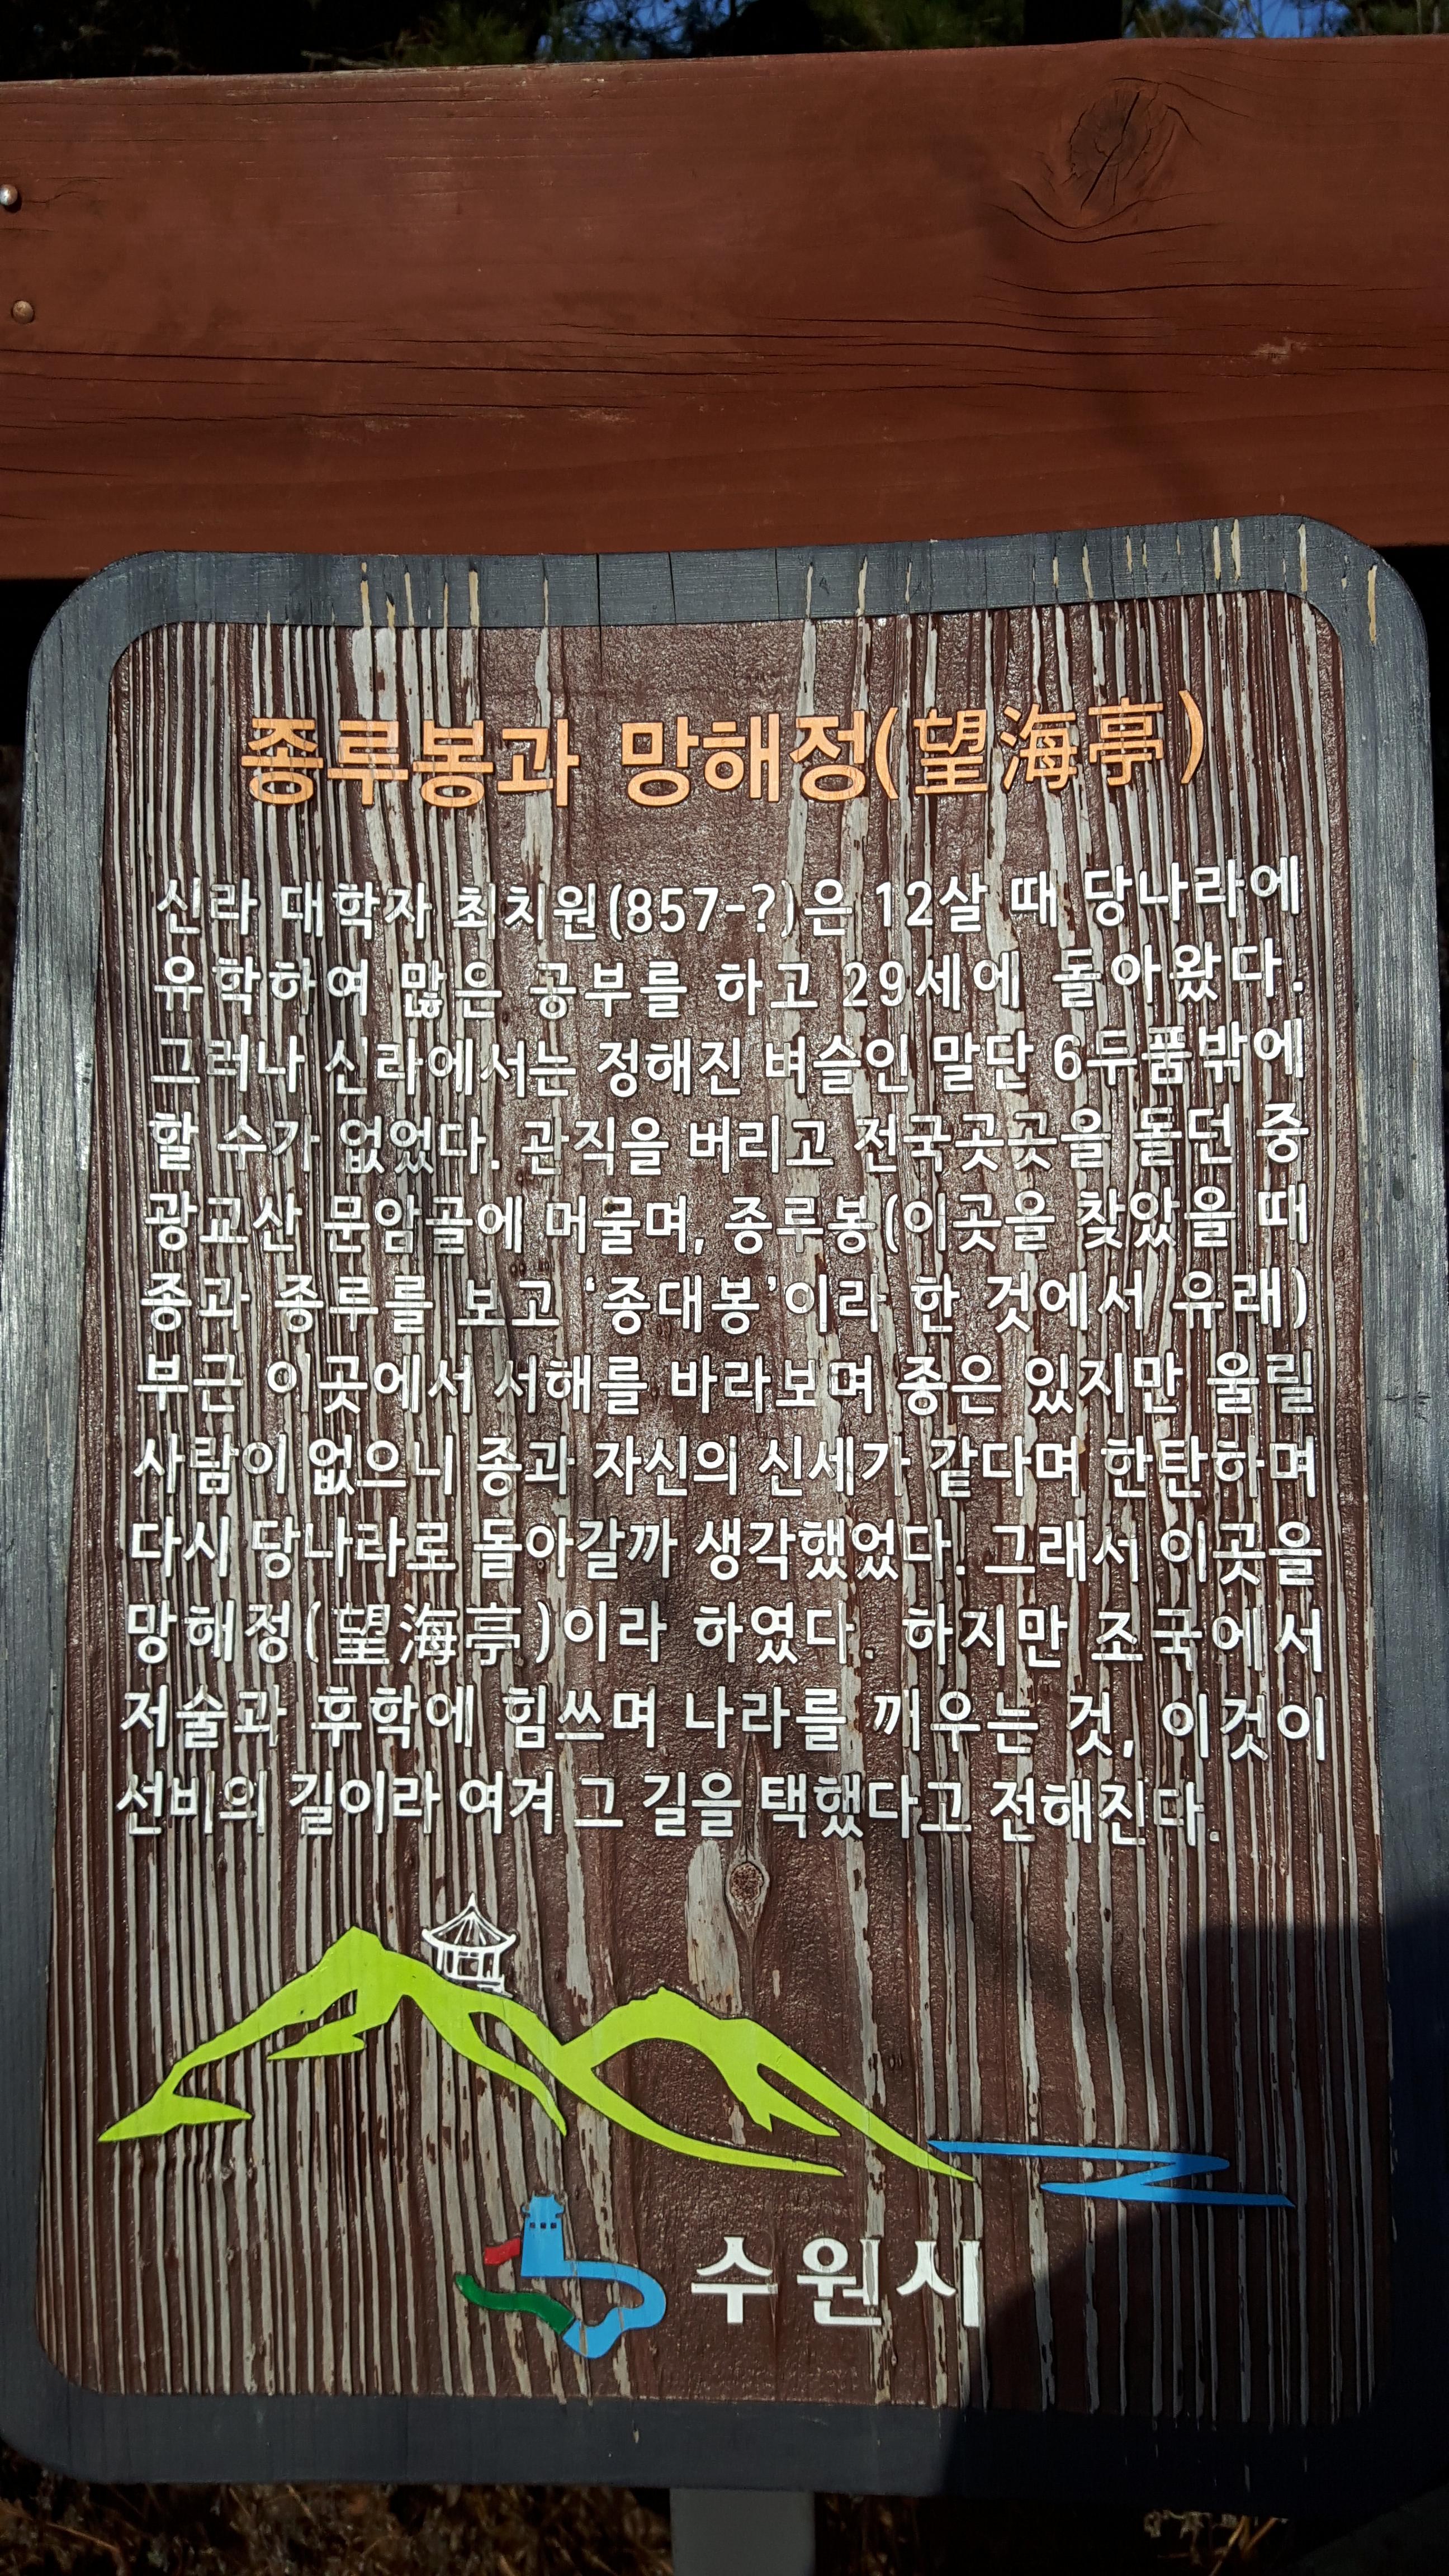 종루봉과 망해정(望海亭)
신라 대학자 최치원(857-?)은 12살 때 당나라에
유학하여 많은 공부를 하고 29세에 돌아왔다.
그러나 신라에서는 정해진 벼슬인 말단 6두품밖에
할 수가 없었다. 관직을 버리고 전국곳곳을 돌던 중
광교산 문암골에 머물며, 종루봉(이곳을 찾았을 때
종과 종루를 보고 ‘종대봉’이라 한 것에서 유래)
부근 이곳에서 서해를 바라보며 종은 있지만 울릴
사람이 없으니 종과 자신의 신세가 같다며 한탄하며
다시 당나라로 돌아갈까 생각했었다. 그래서 이곳을
망해정(望海亭)이라 하였다. 하지만 조국에서
저술과 후학에 힘쓰며 나라를 깨우는 것, 이것이
선비의 길이라 여겨 그 길을 택했다고 전해진다.
수원시